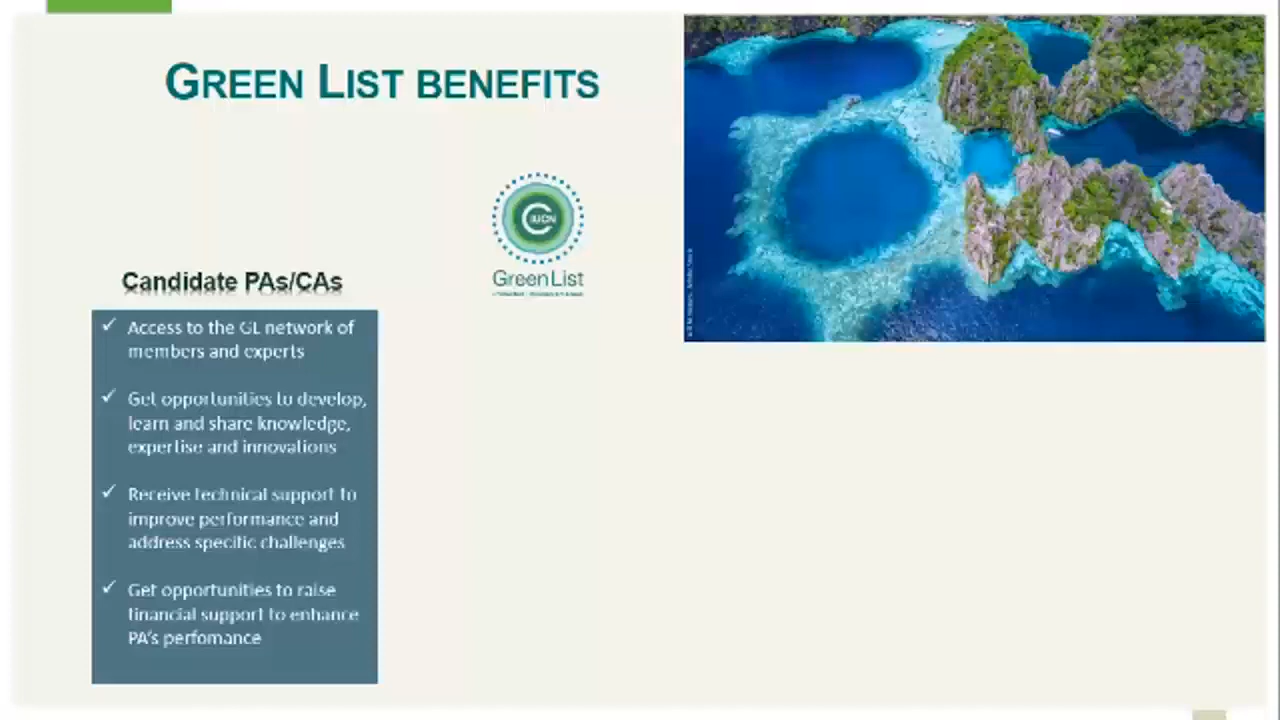 GREEN LIST BENEFITS
IUCN
GreenList
Candidate PAs/CAs
✓ Access to the GL network of
members and experts
✓ Get opportunities to develop,
learn and share knowledge,
expertise and innovations
✓ Receive technical support to
improve performance and
address specific challenges
✓ Get opportunities to raise
financial support to enhance
PA's perfomance